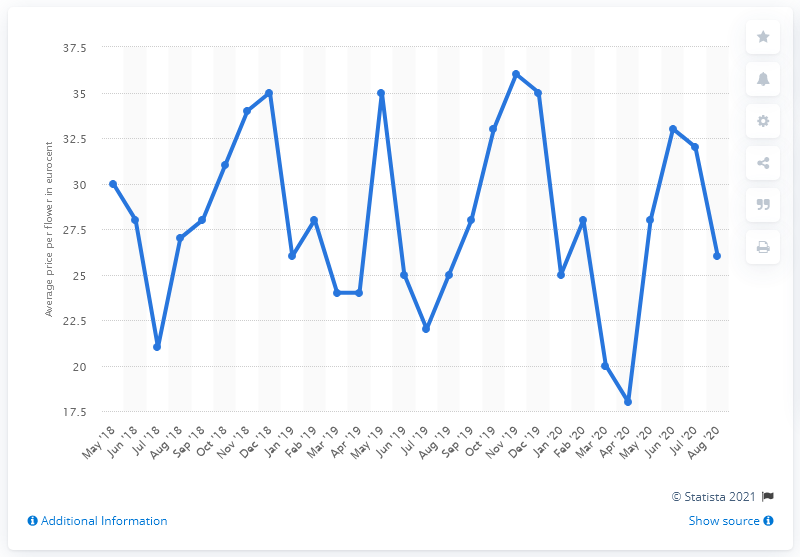 37.5
35
32.5
30
27.5
25
22.5
20
17.5
Average price per flower in eurocent
May '18
Jun '18
Jul '18
Aug '18
Sep '18
Oct '18
Nov '18
Dec '18
Jan '19
Feb '19
Mar '19
Apr '19
May '19
Jun '19
Jul '19
Aug '19
Sep '19
Oct '19
Nov '19
Dec '19
Jan '20
Feb '20
Mar '20
Apr '20
May '20
Jun '20
Jul '20
Aug '20
© Statista 2021
Additional Information
Show source